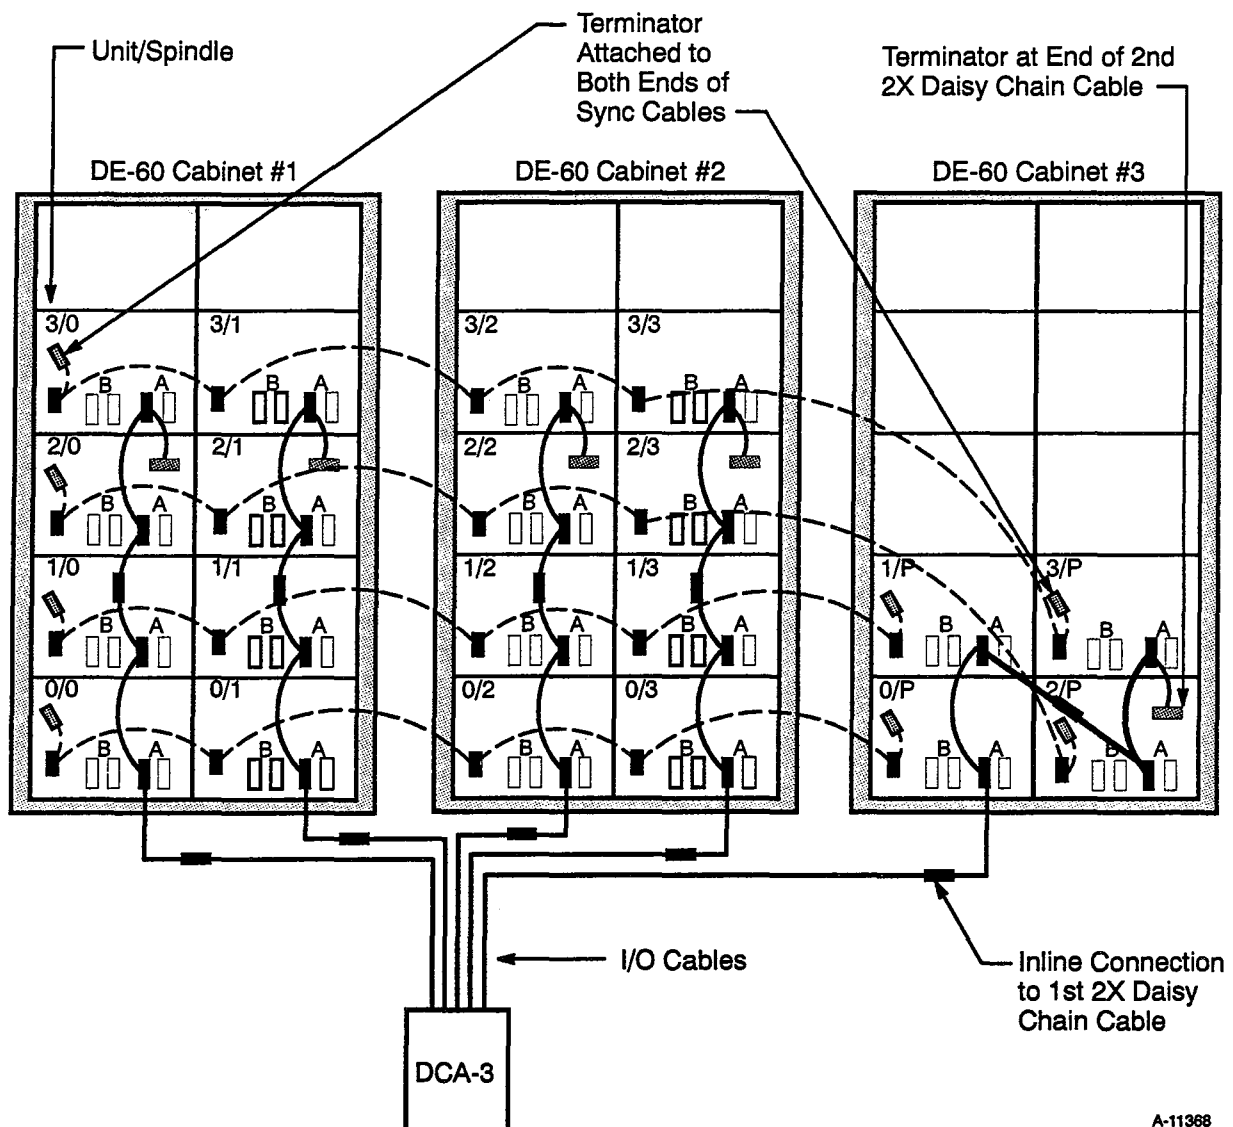 Terminator
Attached to
Both Ends of
Sync Cables
Unit/Spindle
Terminator at End of 2nd
2X Daisy Chain Cable
DE-60 Cabinet #1
DE-60 Cabinet #2
DE-60 Cabinet #3
3/0
3/1
3/2
3/3
B A
B A
B A
B A
2/0
2/1
2/2
2/3
B A
B A
B A
B A
1/0
1/1
1/2
1/3
1/P
3/P
B A
B A
B A
B A
B A
B A
0/0
0/1
0/2
0/3
0/P
2/P
B A
B A
B A
B A
B A
B A
I/O Cables
Inline Connection
to 1st 2X Daisy
Chain Cable
DCA-3
A-11368